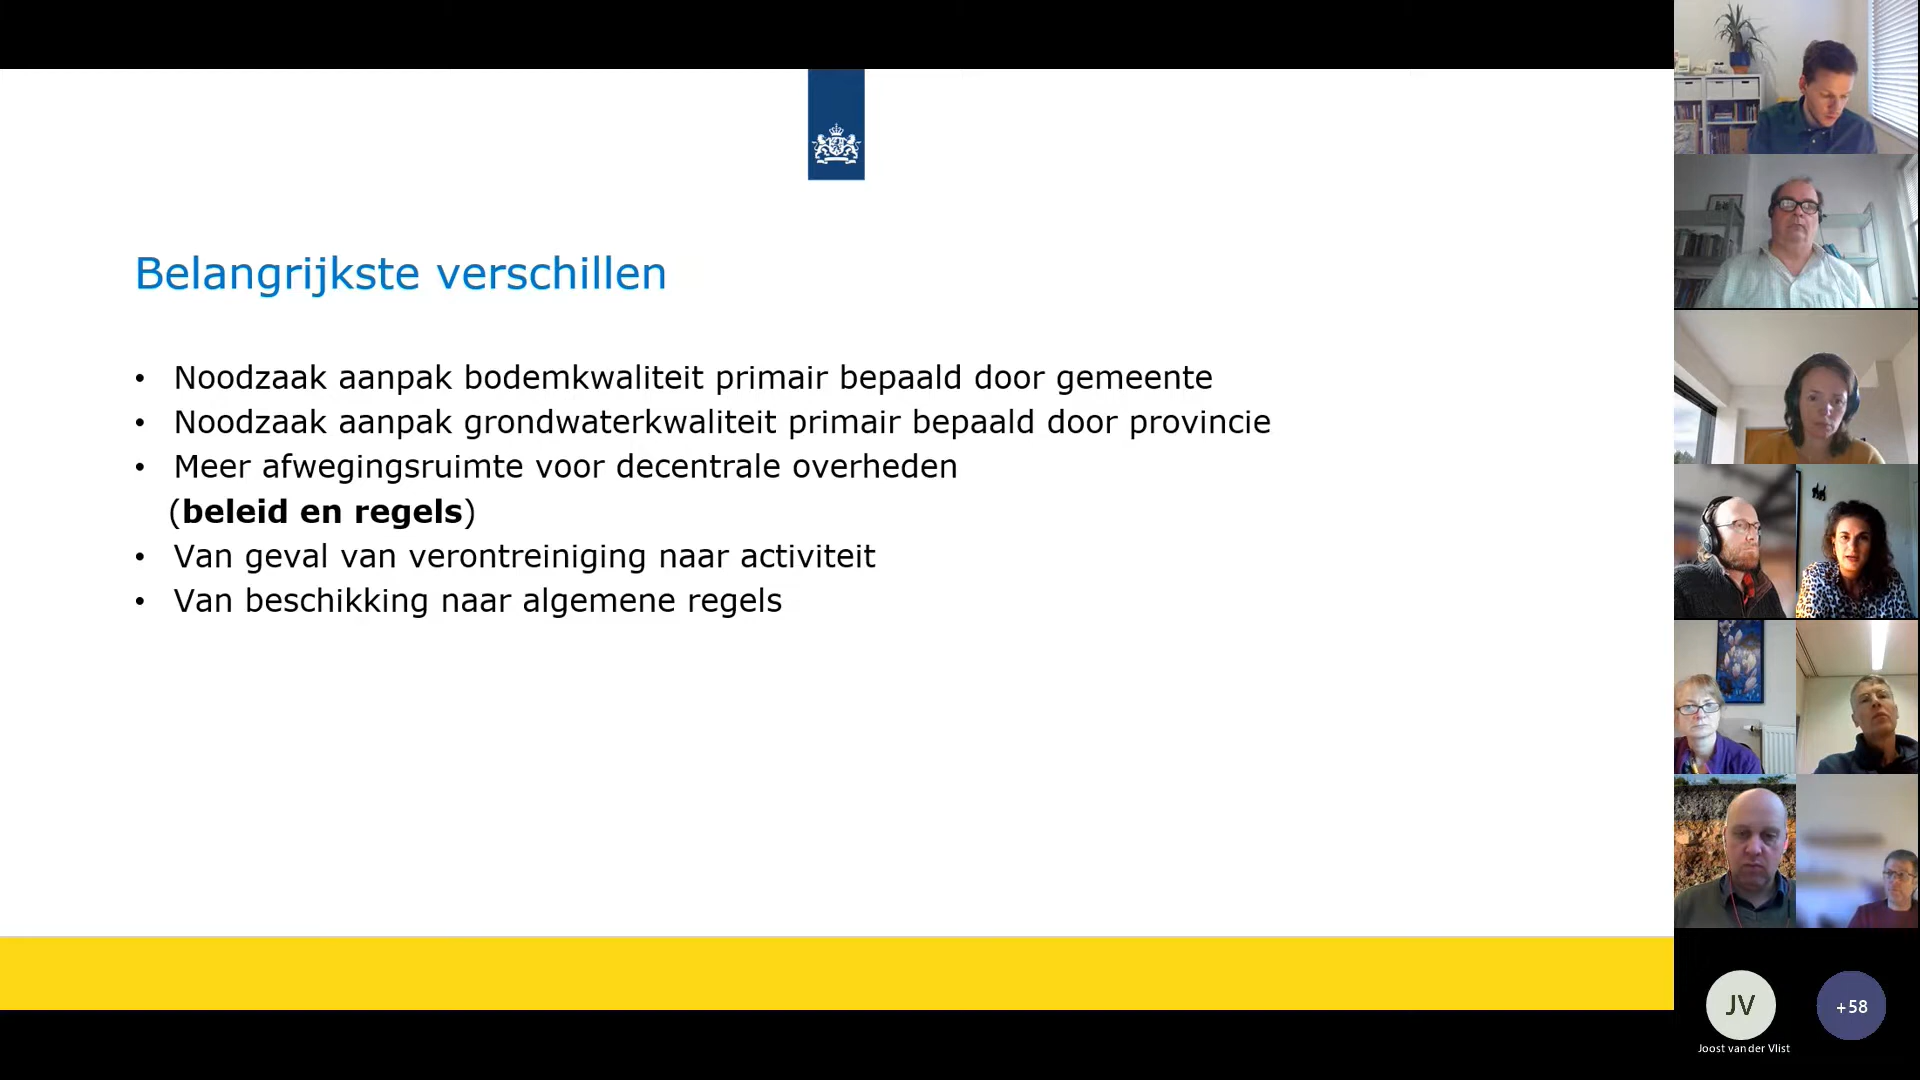 Belangrijkste verschillen
• Noodzaak aanpak bodemkwaliteit primair bepaald door gemeente
• Noodzaak aanpak grondwaterkwaliteit primair bepaald door provincie
• Meer afwegingsruimte voor decentrale overheden
(beleid en regels)
• Van geval van verontreiniging naar activiteit
• Van beschikking naar algemene regels
JV
+58
Joost van der Vlist